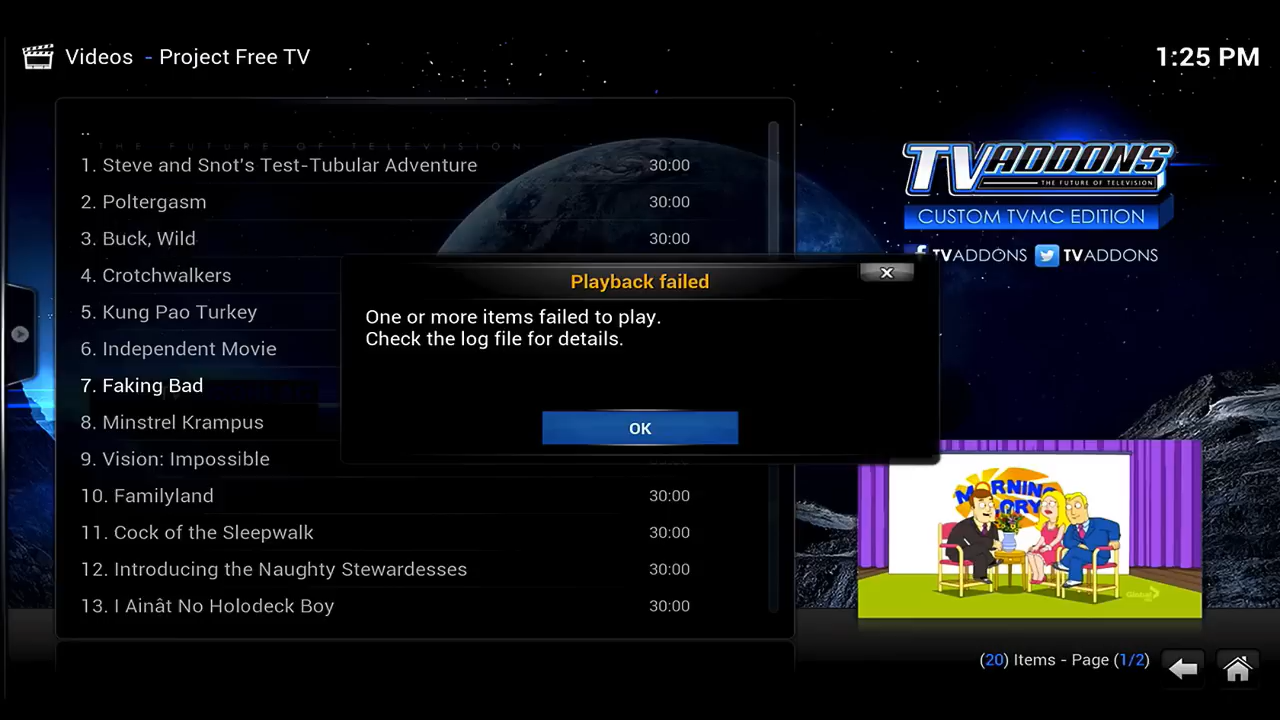 Videos - Project Free TV
1:25 PM
..
THE FUTURE OF TELEVISION
1. Steve and Snot's Test-Tubular Adventure 30:00
2. Poltergasm 30:00
3. Buck, Wild 30:00
4. Crotchwalkers
5. Kung Pao Turkey
6. Independent Movie
7. Faking Bad
8. Minstrel Krampus
9. Vision: Impossible
10. Familyland 30:00
11. Cock of the Sleepwalk 30:00
12. Introducing the Naughty Stewardesses 30:00
13. I Ainât No Holodeck Boy 30:00
Playback failed
One or more items failed to play.
Check the log file for details.
OK
TVADDONS
THE FUTURE OF TELEVISION
CUSTOM TVMC EDITION
TVADDONS TVADDONS
MORNING
Global
(20) Items - Page (1/2)